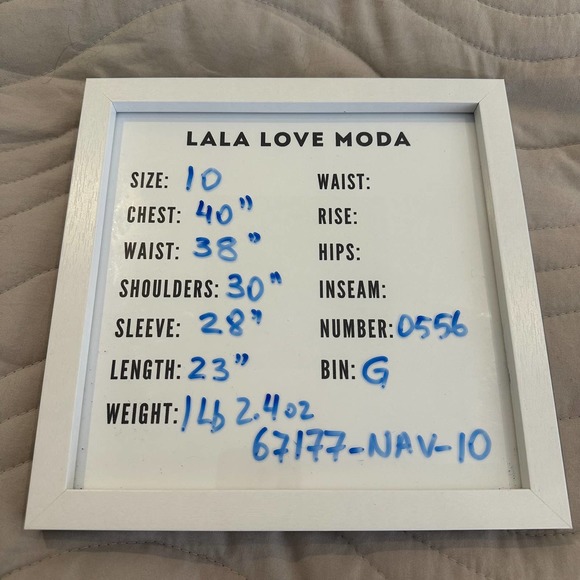 LALA LOVE MODA
SIZE: 10
CHEST: 40"
WAIST: 38"
SHOULDERS: 30"
SLEEVE: 28"
LENGTH: 23"
WEIGHT: 1Lb 2.4oz
67177-NAV-10
WAIST:
RISE:
HIPS:
INSEAM:
NUMBER: 0556
BIN: G